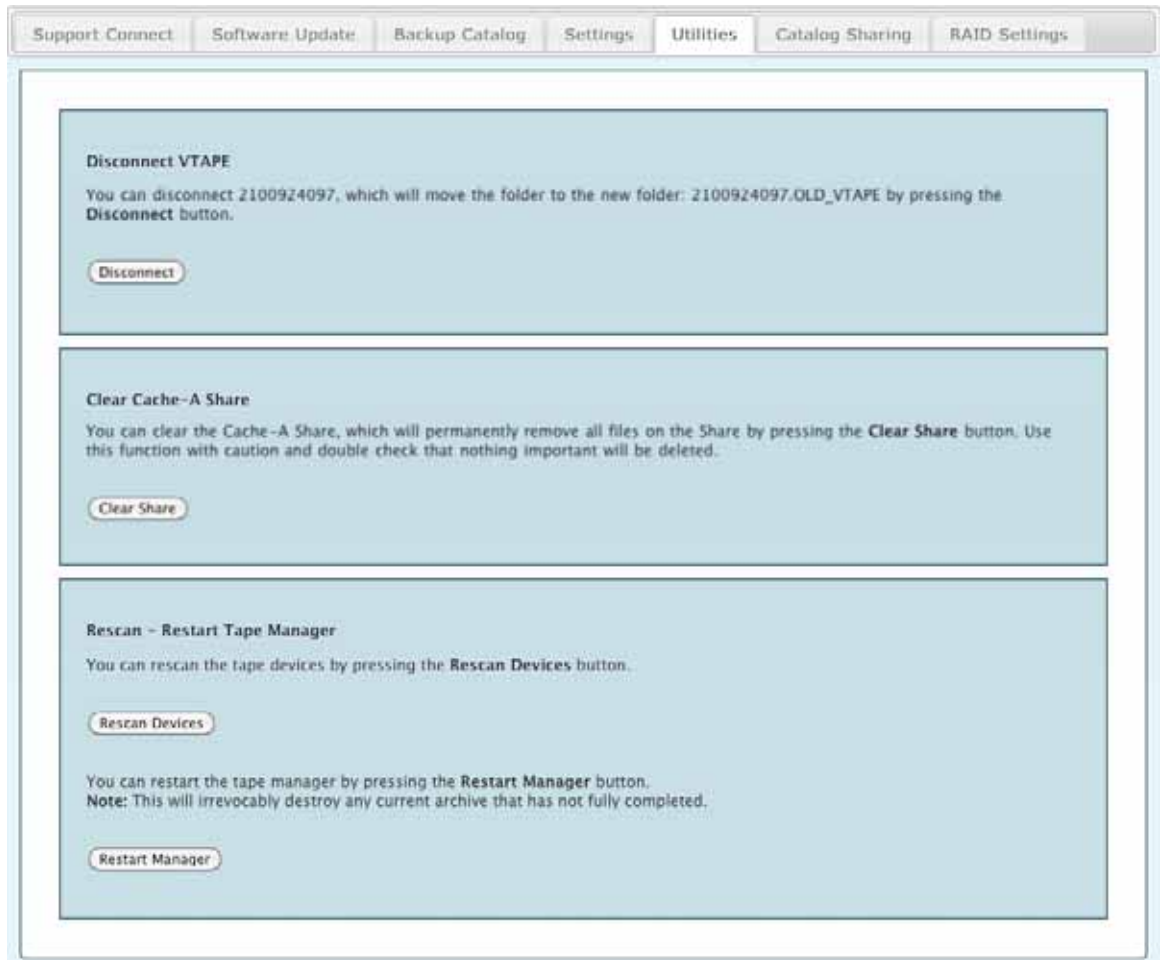 Support Connect Software Update Backup Catalog Settings Utilities Catalog Sharing RAID Settings
Disconnect VTAPE
You can disconnect 2100924097, which will move the folder to the new folder: 2100924097.OLD_VTAPE by pressing the
Disconnect button.
Disconnect
Clear Cache-A Share
You can clear the Cache-A Share, which will permanently remove all files on the Share by pressing the Clear Share button. Use
this function with caution and double check that nothing important will be deleted.
Clear Share
Rescan - Restart Tape Manager
You can rescan the tape devices by pressing the Rescan Devices button.
Rescan Devices
You can restart the tape manager by pressing the Restart Manager button.
Note: This will irrevocably destroy any current archive that has not fully completed.
Restart Manager